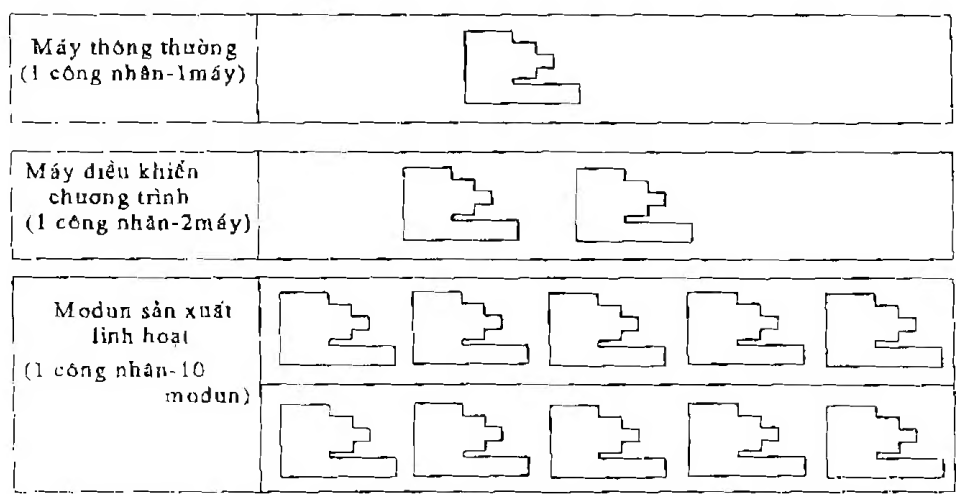 Máy thông thường
(1 công nhân-1máy)
Máy điều khiển
chương trình
(1 công nhân-2máy)
Modun sản xuất
linh hoạt
(1 công nhân-10
modun)